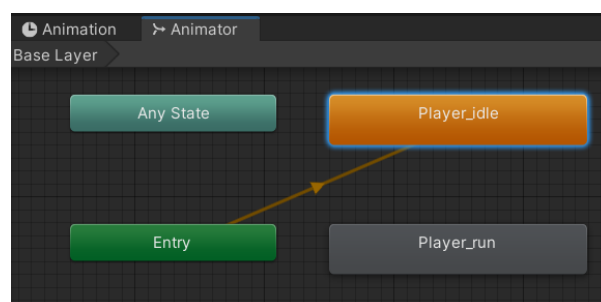 Animation Animator
Base Layer
Any State Player_idle
Entry Player_run